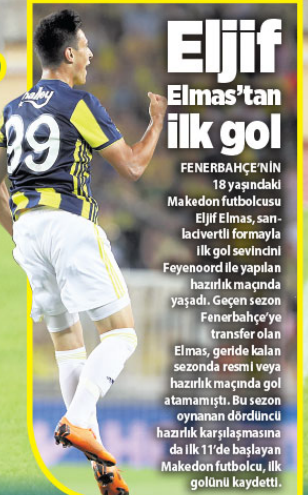 Eljif
Elmas'tan
ilk gol
FENERBAHÇE'NİN
18 yaşındaki
Makedon futbolcusu
Eljif Elmas, sarı-
lacivertli formayla
ilk gol sevincini
Feyenoord ile yapılan
hazırlık maçında
yaşadı. Geçen sezon
Fenerbahçe'ye
transfer olan
Elmas, geride kalan
sezonda resmi veya
hazırlık maçında gol
atamamıştı. Bu sezon
oynanan dördüncü
hazırlık karşılaşmasına
da ilk 11'de başlayan
Makedon futbolcu, ilk
golünü kaydetti.
99